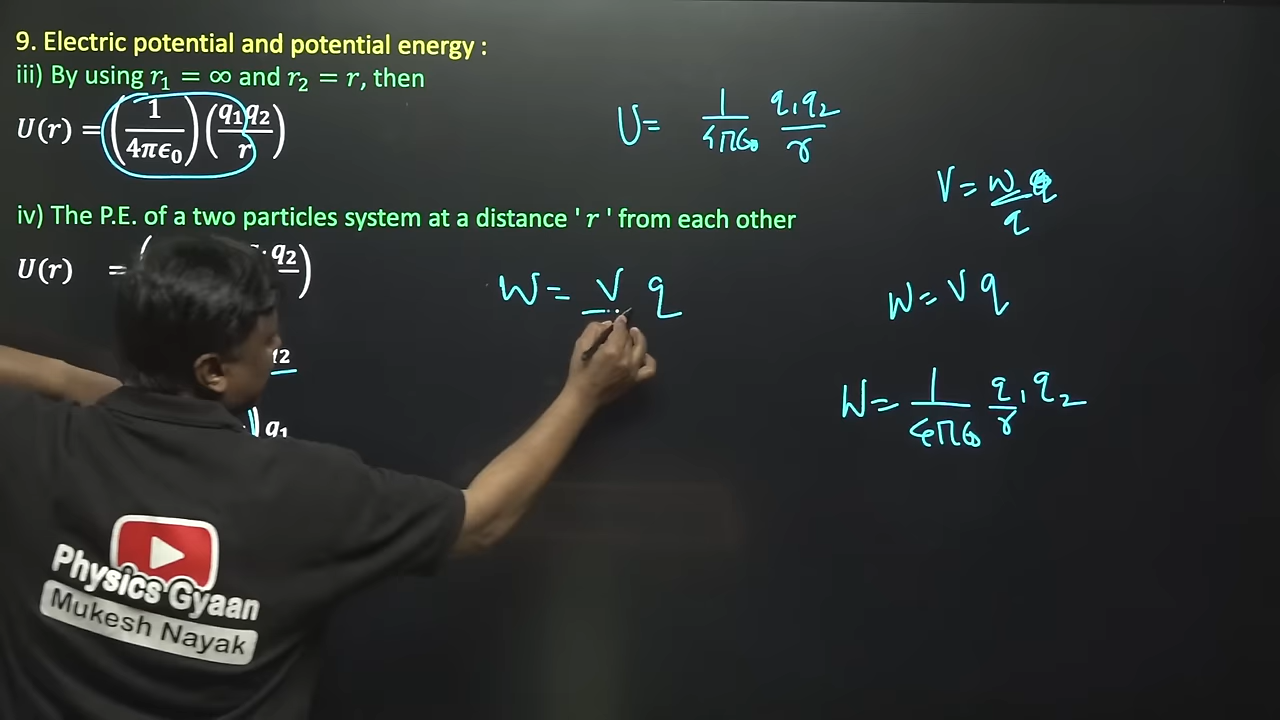 9. Electric potential and potential energy :
iii) By using r₁ = ∞ and r₂ = r, then
U(r) = (1/4πϵ₀)(q₁q₂/r)
iv) The P.E. of a two particles system at a distance ' r ' from each other
U(r) =
q₂
q₁
U = 1/4πϵ₀ q₁q₂/r
V = W/q
W = V q
W = V q
W = 1/4πϵ₀ q₁/r q₂
Physics Gyaan
Mukesh Nayak